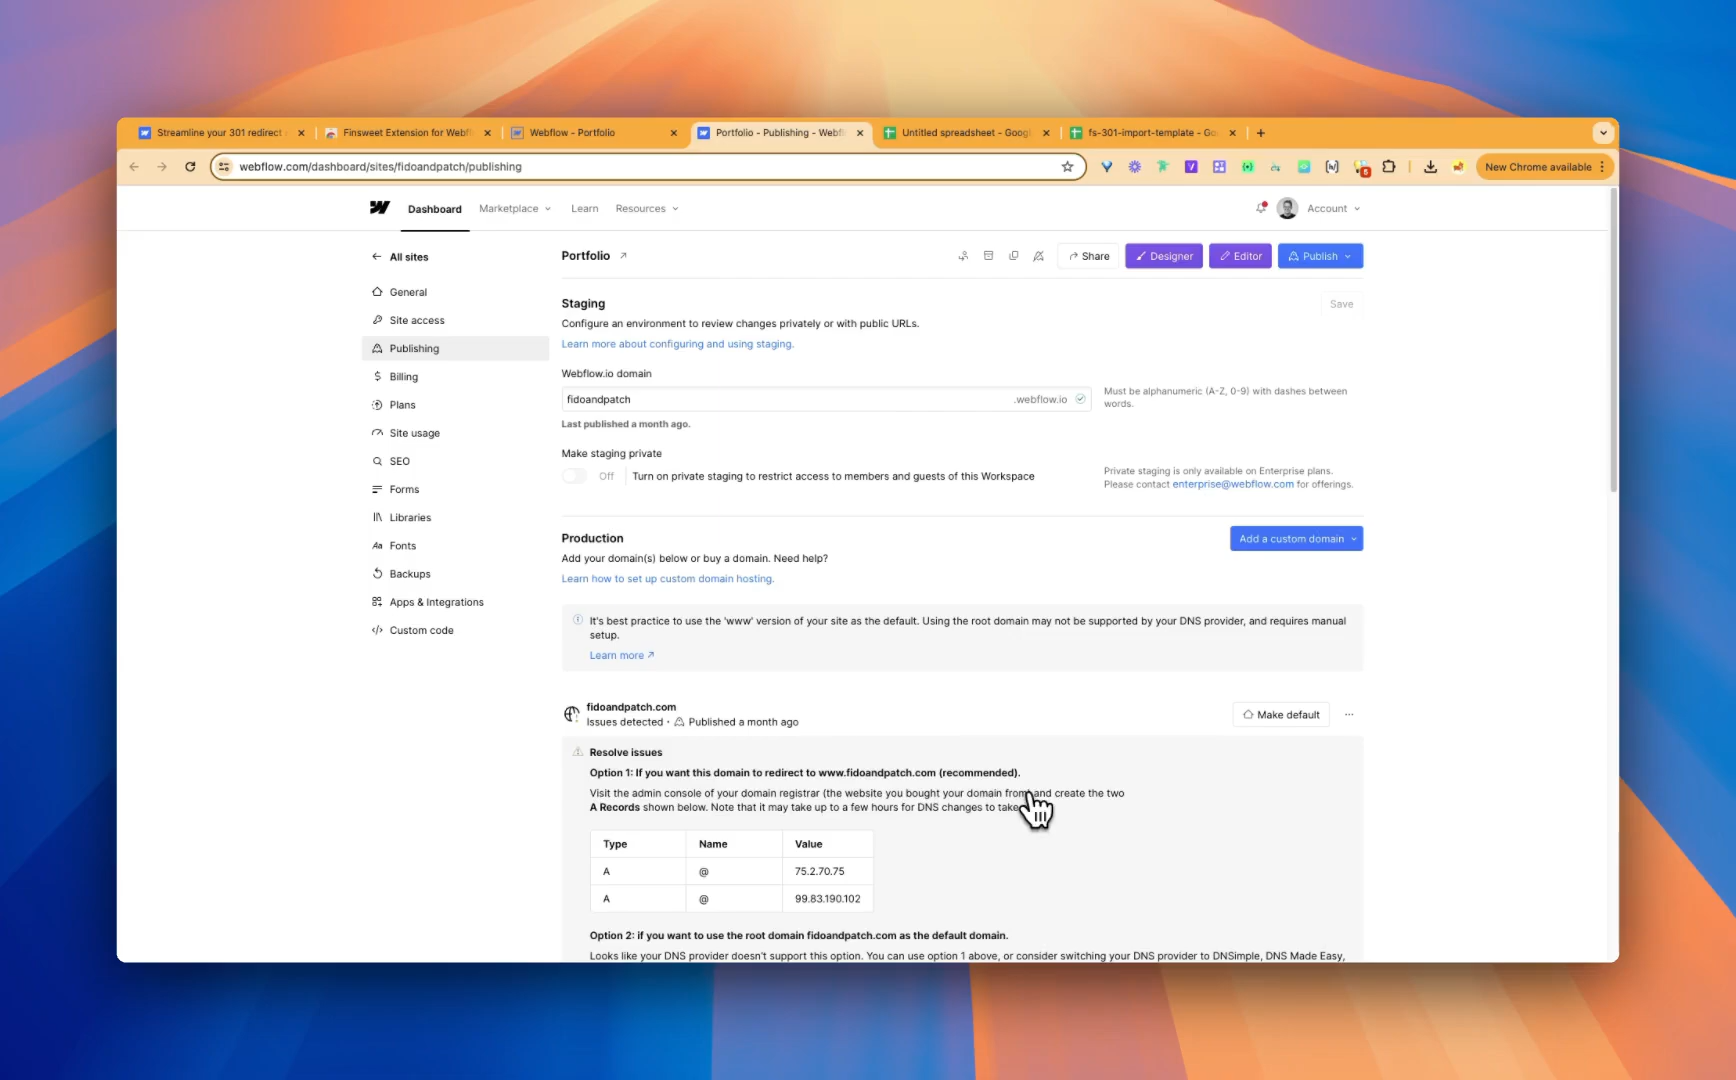 Streamline your 301 redirect
Finsweet Extension for Webfl
Webflow - Portfolio
Portfolio - Publishing - Webfl
Untitled spreadsheet - Googl
fs-301-import-template - Go
webflow.com/dashboard/sites/fidoandpatch/publishing
5
New Chrome available
Dashboard
Marketplace
Learn
Resources
Account
All sites
General
Site access
Publishing
Billing
Plans
Site usage
SEO
Forms
Libraries
Fonts
Backups
Apps & Integrations
Custom code
Portfolio
Share
Designer
Editor
Publish
Staging
Save
Configure an environment to review changes privately or with public URLs.
Learn more about configuring and using staging.
Webflow.io domain
fidoandpatch
.webflow.io
Must be alphanumeric (A-Z, 0-9) with dashes between
words.
Last published a month ago.
Make staging private
Off
Turn on private staging to restrict access to members and guests of this Workspace
Private staging is only available on Enterprise plans.
Please contact enterprise@webflow.com for offerings.
Production
Add a custom domain
Add your domain(s) below or buy a domain. Need help?
Learn how to set up custom domain hosting.
It's best practice to use the 'www' version of your site as the default. Using the root domain may not be supported by your DNS provider, and requires manual
setup.
Learn more
fidoandpatch.com
Issues detected • Published a month ago
Make default
Resolve issues
Option 1: If you want this domain to redirect to www.fidoandpatch.com (recommended).
Visit the admin console of your domain registrar (the website you bought your domain from) and create the two
A Records shown below. Note that it may take up to a few hours for DNS changes to take
Type Name Value
A @ 75.2.70.75
A @ 99.83.190.102
Option 2: if you want to use the root domain fidoandpatch.com as the default domain.
Looks like your DNS provider doesn't support this option. You can use option 1 above, or consider switching your DNS provider to DNSimple, DNS Made Easy,